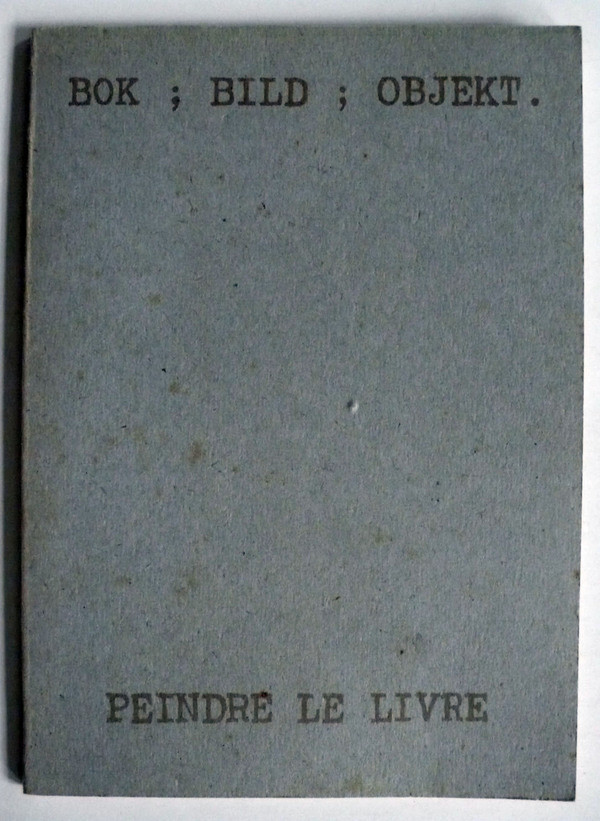 BOK ; BILD ; OBJEKT.
PEINDRE LE LIVRE